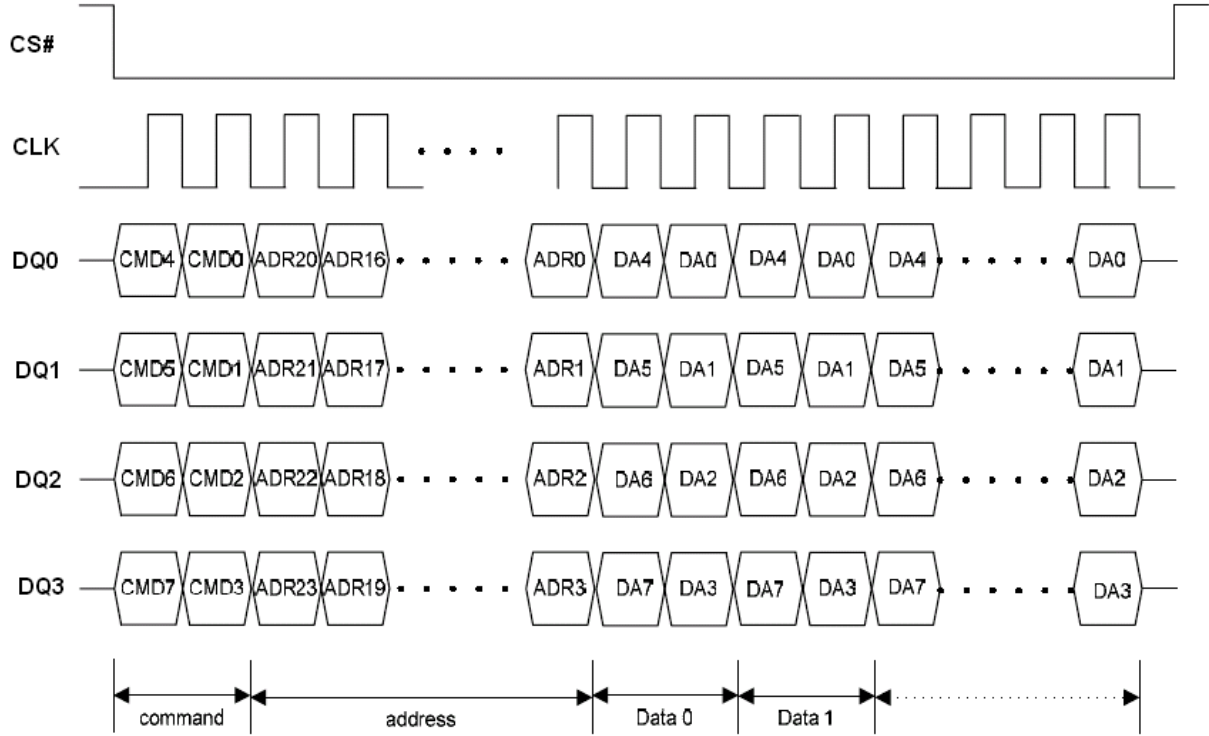 CS#
CLK
DQ0 CMD4 CMD0 ADR20 ADR16 ADR0 DA4 DA0 DA4 DA0 DA4 DA0
DQ1 CMD5 CMD1 ADR21 ADR17 ADR1 DA5 DA1 DA5 DA1 DA5 DA1
DQ2 CMD6 CMD2 ADR22 ADR18 ADR2 DA6 DA2 DA6 DA2 DA6 DA2
DQ3 CMD7 CMD3 ADR23 ADR19 ADR3 DA7 DA3 DA7 DA3 DA7 DA3
command address Data 0 Data 1